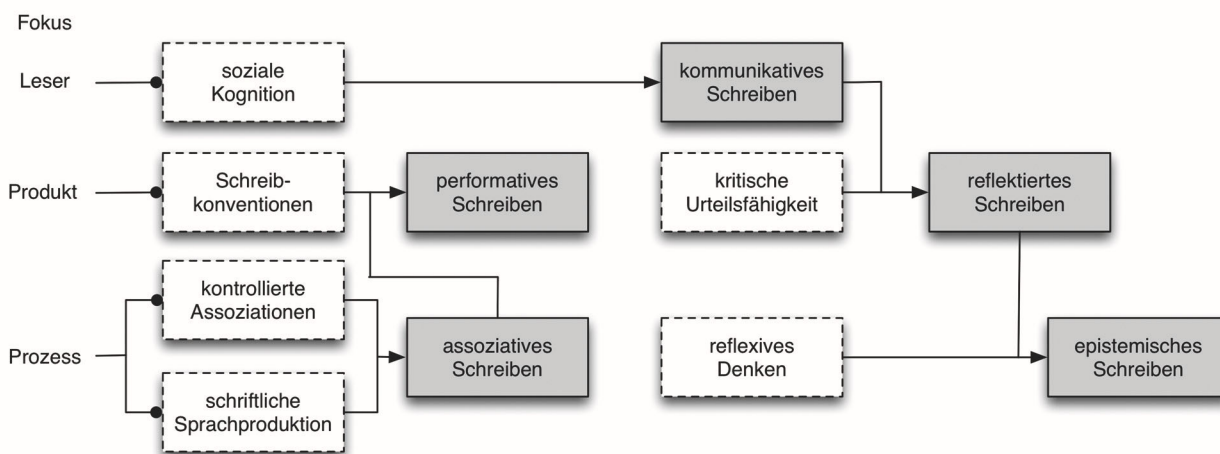 Fokus
Leser
soziale
Kognition
kommunikatives
Schreiben
Produkt
Schreib-
konventionen
performatives
Schreiben
kritische
Urteilsfähigkeit
reflektiertes
Schreiben
Prozess
kontrollierte
Assoziationen
schriftliche
Sprachproduktion
assoziatives
Schreiben
reflexives
Denken
epistemisches
Schreiben